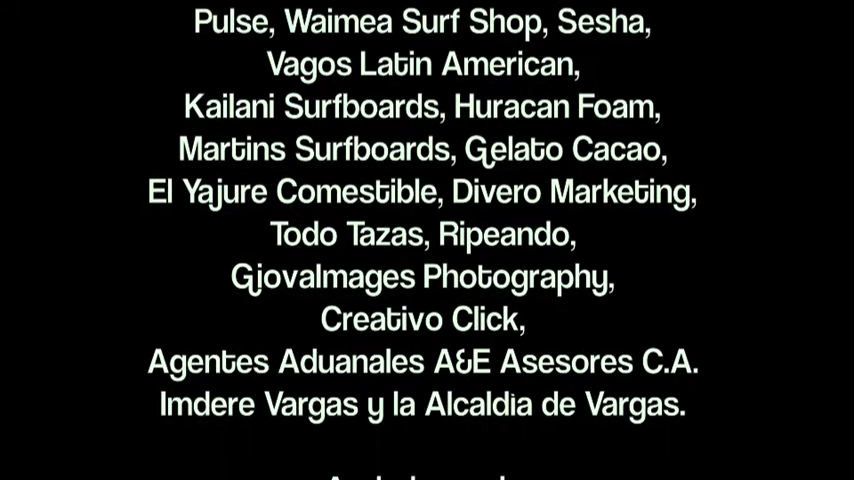 Pulse, Waimea Surf Shop, Sesha,
Vagos Latin American,
Kailani Surfboards, Huracan Foam,
Martins Surfboards, Gelato Cacao,
El Yajure Comestible, Divero Marketing,
Todo Tazas, Ripeando,
GiovaImages Photography,
Creativo Click,
Agentes Aduanales A&E Asesores C.A.
Imdere Vargas y la Alcaldìa de Vargas.